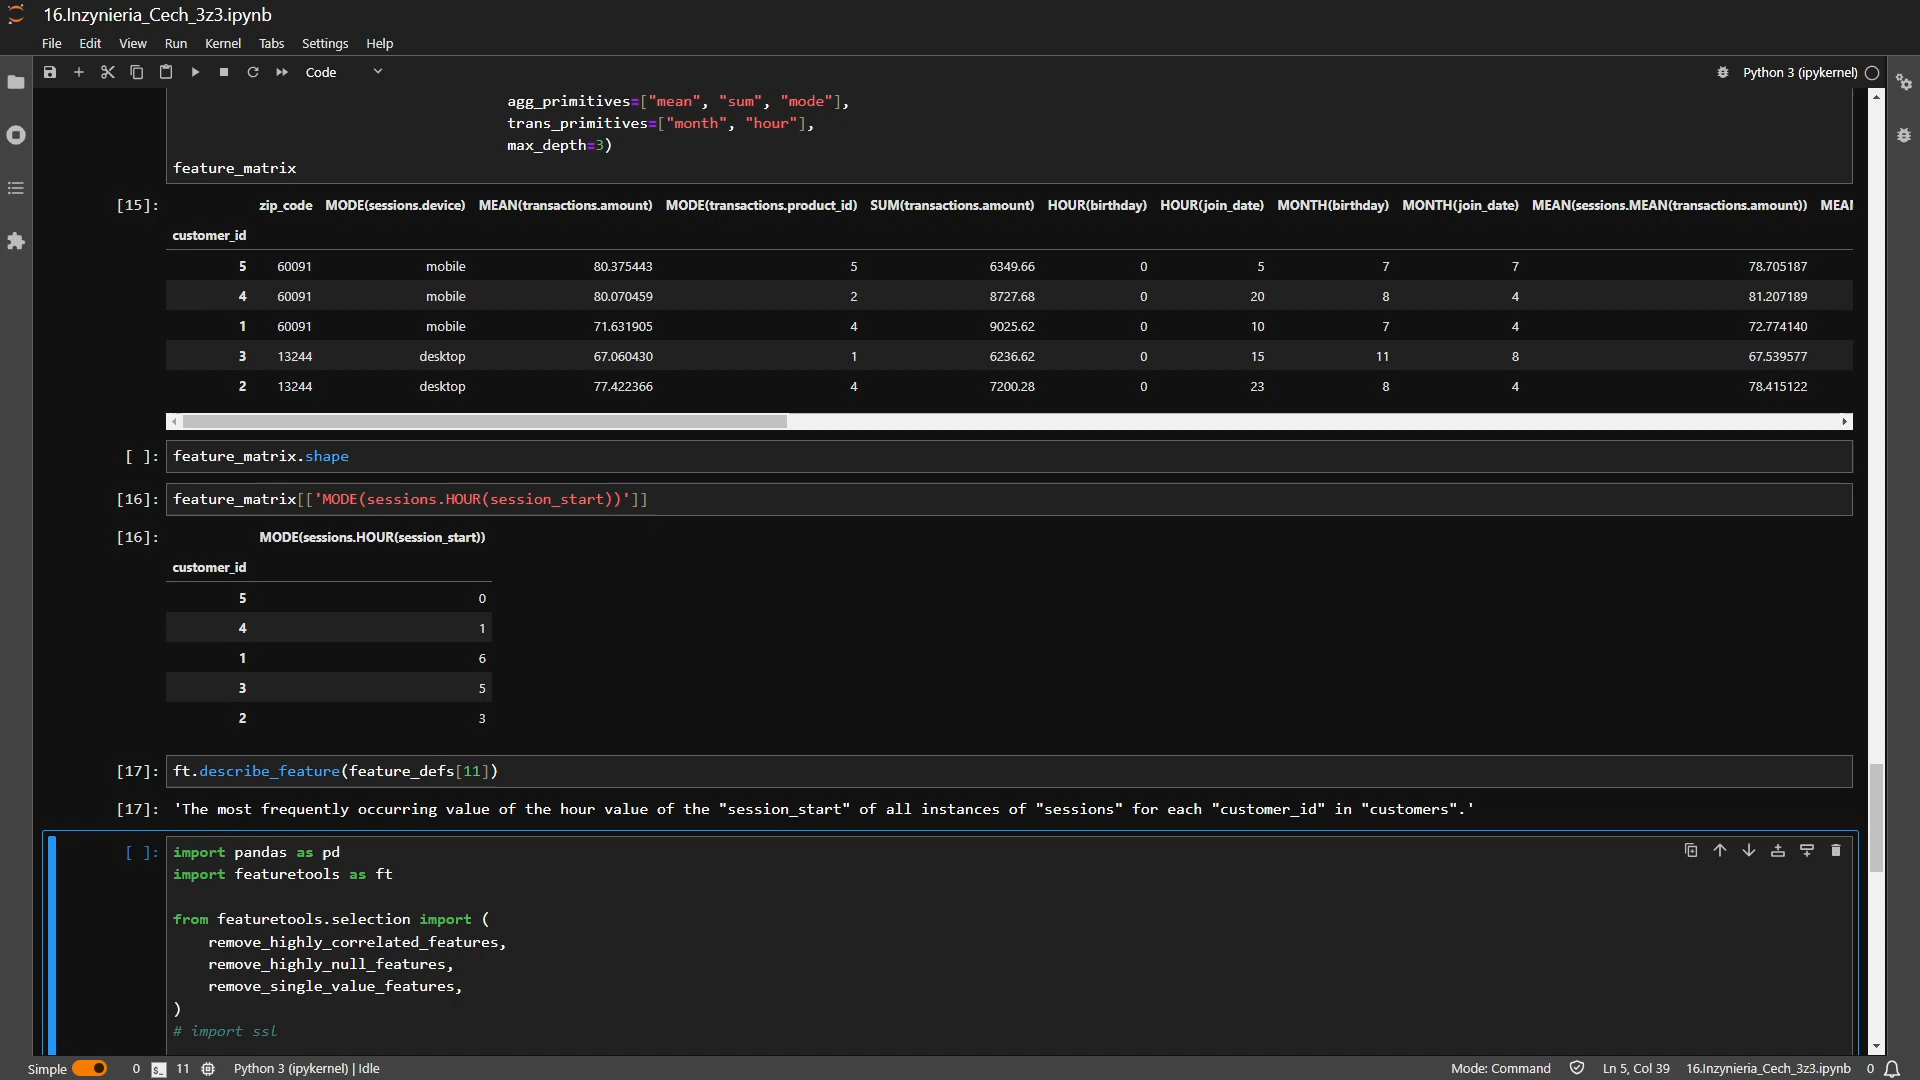 16.Inzynieria_Cech_3z3.ipynb
File Edit View Run Kernel Tabs Settings Help
Code Python 3 (ipykernel)
agg_primitives=["mean", "sum", "mode"],
trans_primitives=["month", "hour"],
max_depth=3)
feature_matrix
[15]: zip_code MODE(sessions.device) MEAN(transactions.amount) MODE(transactions.product_id) SUM(transactions.amount) HOUR(birthday) HOUR(join_date) MONTH(birthday) MONTH(join_date) MEAN(sessions.MEAN(transactions.amount)) MEAN
customer_id
5 60091 mobile 80.375443 5 6349.66 0 5 7 7 78.705187
4 60091 mobile 80.070459 2 8727.68 0 20 8 4 81.207189
1 60091 mobile 71.631905 4 9025.62 0 10 7 4 72.774140
3 13244 desktop 67.060430 1 6236.62 0 15 11 8 67.539577
2 13244 desktop 77.422366 4 7200.28 0 23 8 4 78.415122
[ ]: feature_matrix.shape
[16]: feature_matrix[['MODE(sessions.HOUR(session_start))']]
[16]: MODE(sessions.HOUR(session_start))
customer_id
5 0
4 1
1 6
3 5
2 3
[17]: ft.describe_feature(feature_defs[11])
[17]: 'The most frequently occurring value of the hour value of the "session_start" of all instances of "sessions" for each "customer_id" in "customers".'
[ ]: import pandas as pd
import featuretools as ft
from featuretools.selection import (
remove_highly_correlated_features,
remove_highly_null_features,
remove_single_value_features,
)
# import ssl
Simple 0 $_ 11 Python 3 (ipykernel) | Idle Mode: Command Ln 5, Col 39 16.Inzynieria_Cech_3z3.ipynb 0